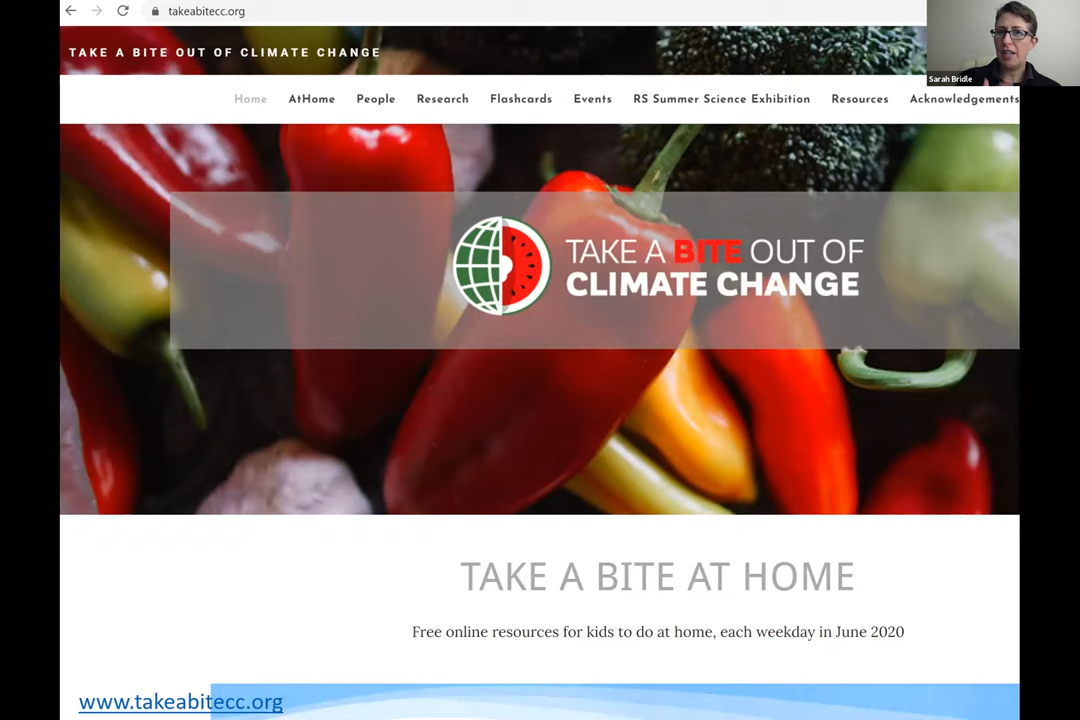 takeabitecc.org
TAKE A BITE OUT OF CLIMATE CHANGE
Sarah Bridle
Home AtHome People Research Flashcards Events RS Summer Science Exhibition Resources Acknowledgements
TAKE A BITE OUT OF
CLIMATE CHANGE
TAKE A BITE AT HOME
Free online resources for kids to do at home, each weekday in June 2020
www.takeabitecc.org